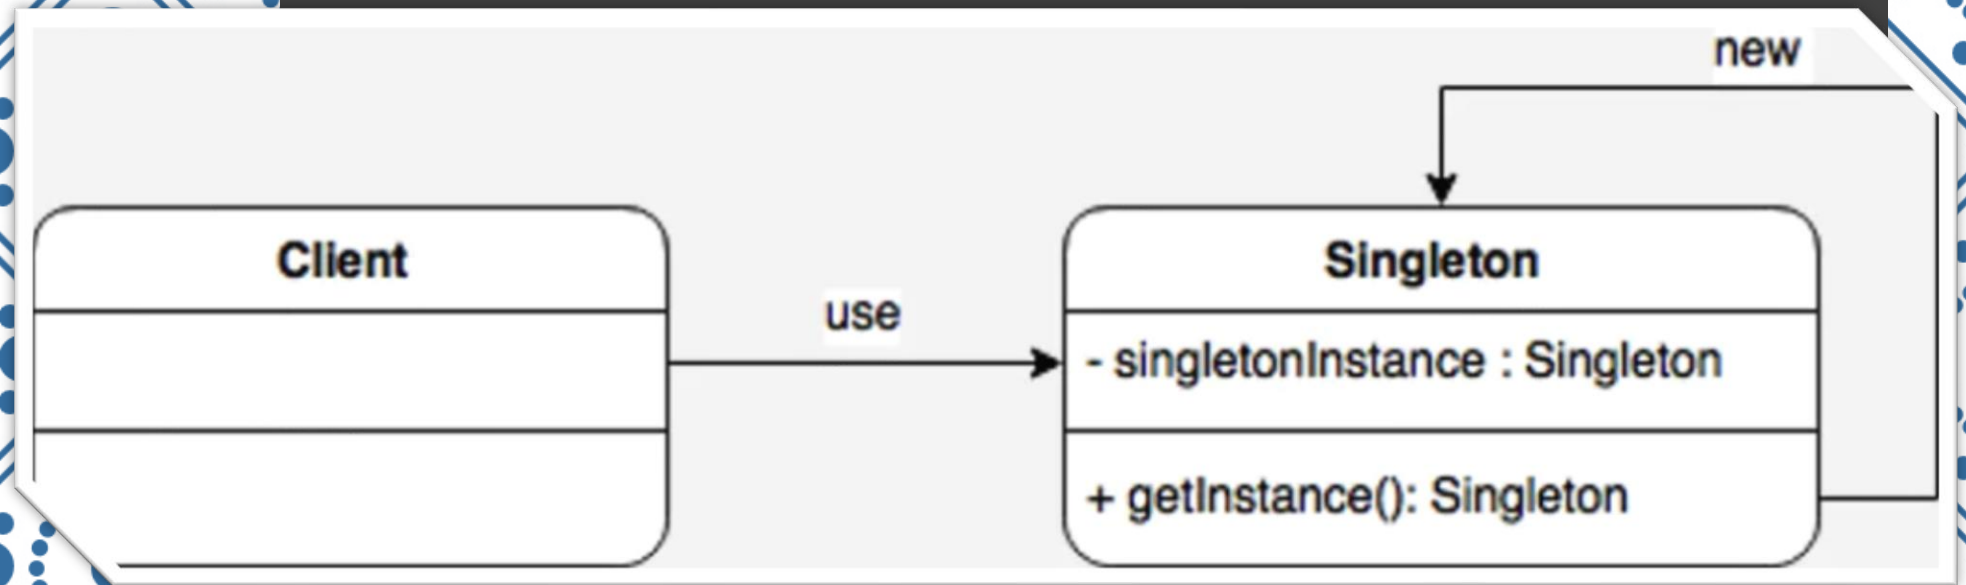 new
Client
Singleton
use
- singletonInstance : Singleton
+ getInstance(): Singleton